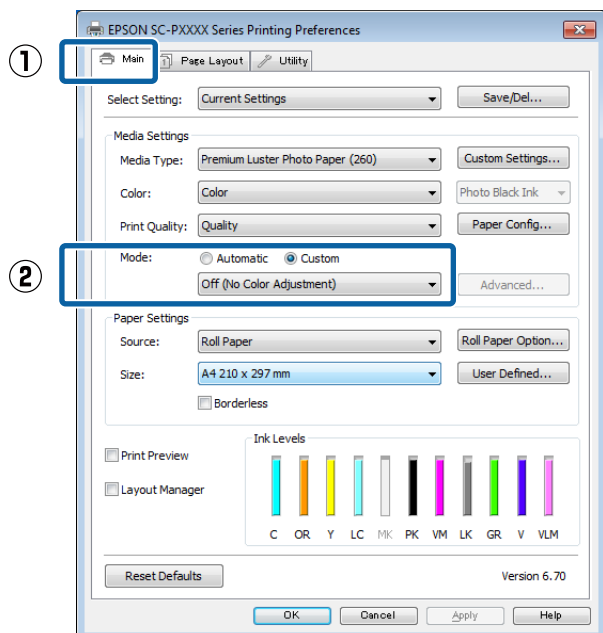 EPSON SC-PXXXX Series Printing Preferences
① Main Page Layout Utility
Select Setting: Current Settings Save/Del...
Media Settings
Media Type: Premium Luster Photo Paper (260) Custom Settings...
Color: Color Photo Black Ink
Print Quality: Quality Paper Config...
② Mode: Automatic Custom
Off (No Color Adjustment) Advanced...
Paper Settings
Source: Roll Paper Roll Paper Option...
Size: A4 210 x 297 mm User Defined...
Borderless
Ink Levels
Print Preview
Layout Manager
C OR Y LC MK PK VM LK GR V VLM
Reset Defaults Version 6.70
OK Cancel Apply Help